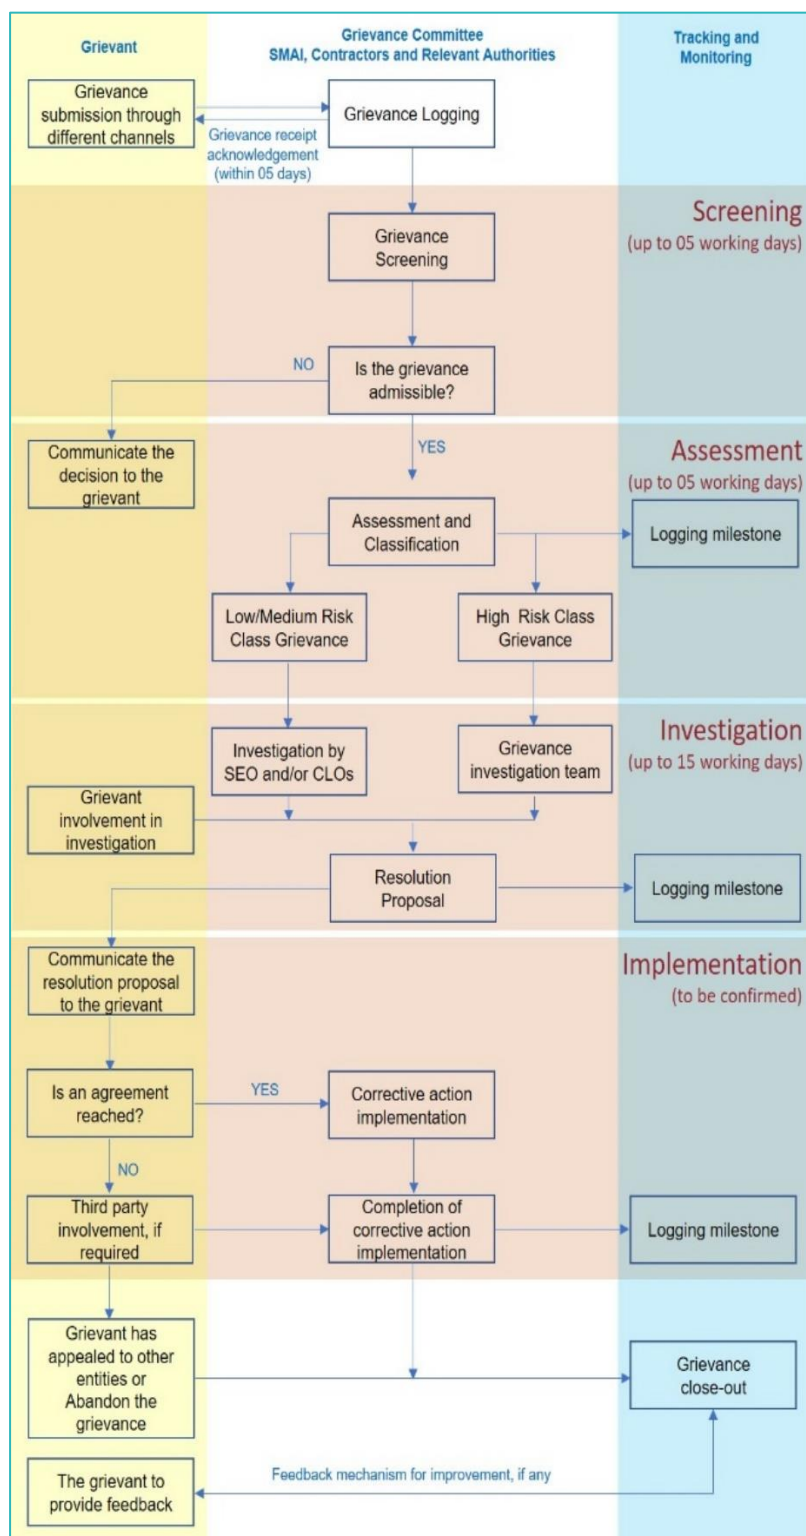 Grievant
Grievance Committee
SMAI, Contractors and Relevant Authorities
Tracking and
Monitoring
Grievance
submission through
different channels
Grievance Logging
Grievance receipt
acknowledgement
(within 05 days)
Screening
(up to 05 working days)
Grievance
Screening
NO
Is the grievance
admissible?
YES
Communicate the
decision to the
grievant
Assessment
(up to 05 working days)
Assessment and
Classification
Logging milestone
Low/Medium Risk
Class Grievance
High Risk Class
Grievance
Investigation
(up to 15 working days)
Investigation by
SEO and/or CLOs
Grievance
investigation team
Grievant
involvement in
investigation
Resolution
Proposal
Logging milestone
Implementation
(to be confirmed)
Communicate the
resolution proposal
to the grievant
Is an agreement
reached?
YES
Corrective action
implementation
NO
Third party
involvement, if
required
Completion of
corrective action
implementation
Logging milestone
Grievant has
appealed to other
entities or
Abandon the
grievance
Grievance
close-out
The grievant to
provide feedback
Feedback mechanism for improvement, if any